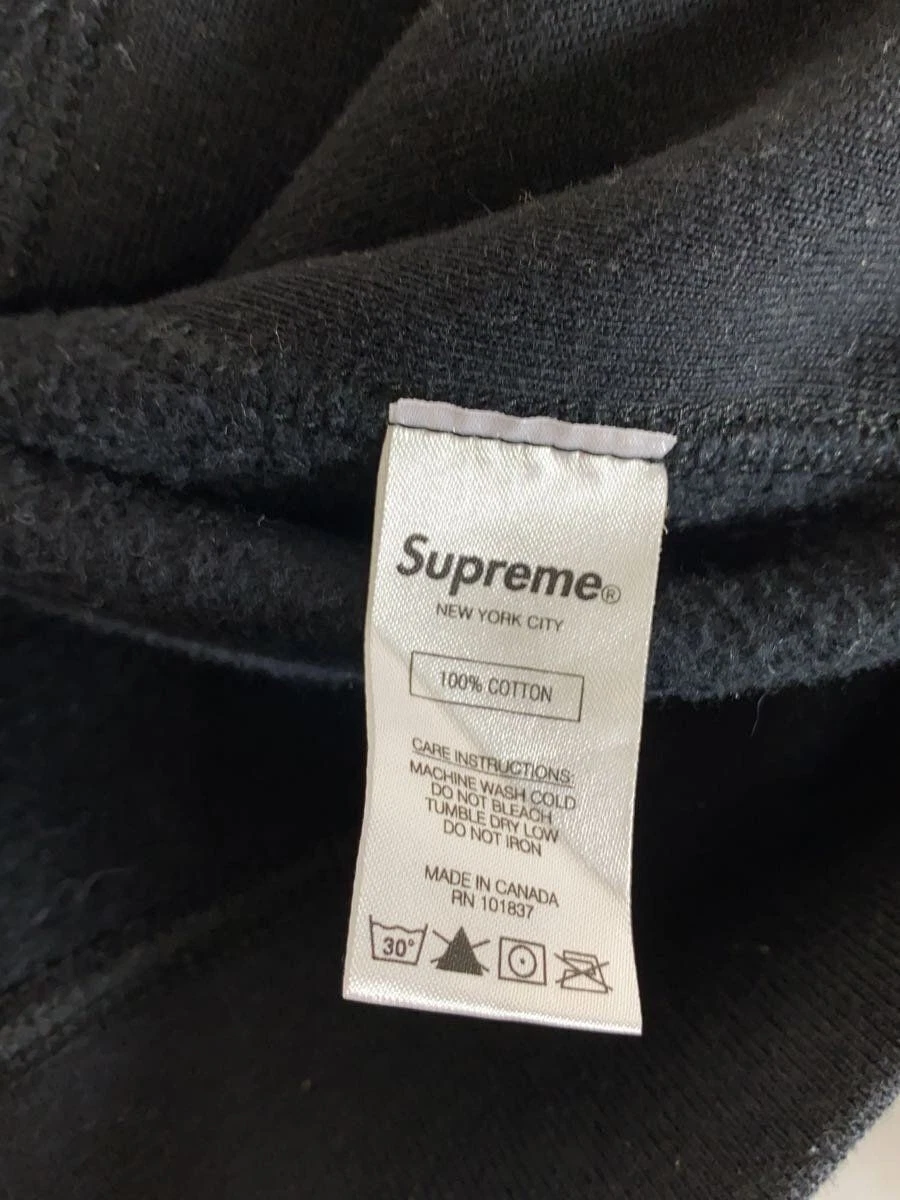 Supreme®
NEW YORK CITY
100% COTTON
CARE INSTRUCTIONS:
MACHINE WASH COLD
DO NOT BLEACH
TUMBLE DRY LOW
DO NOT IRON
MADE IN CANADA
RN 101837
30°